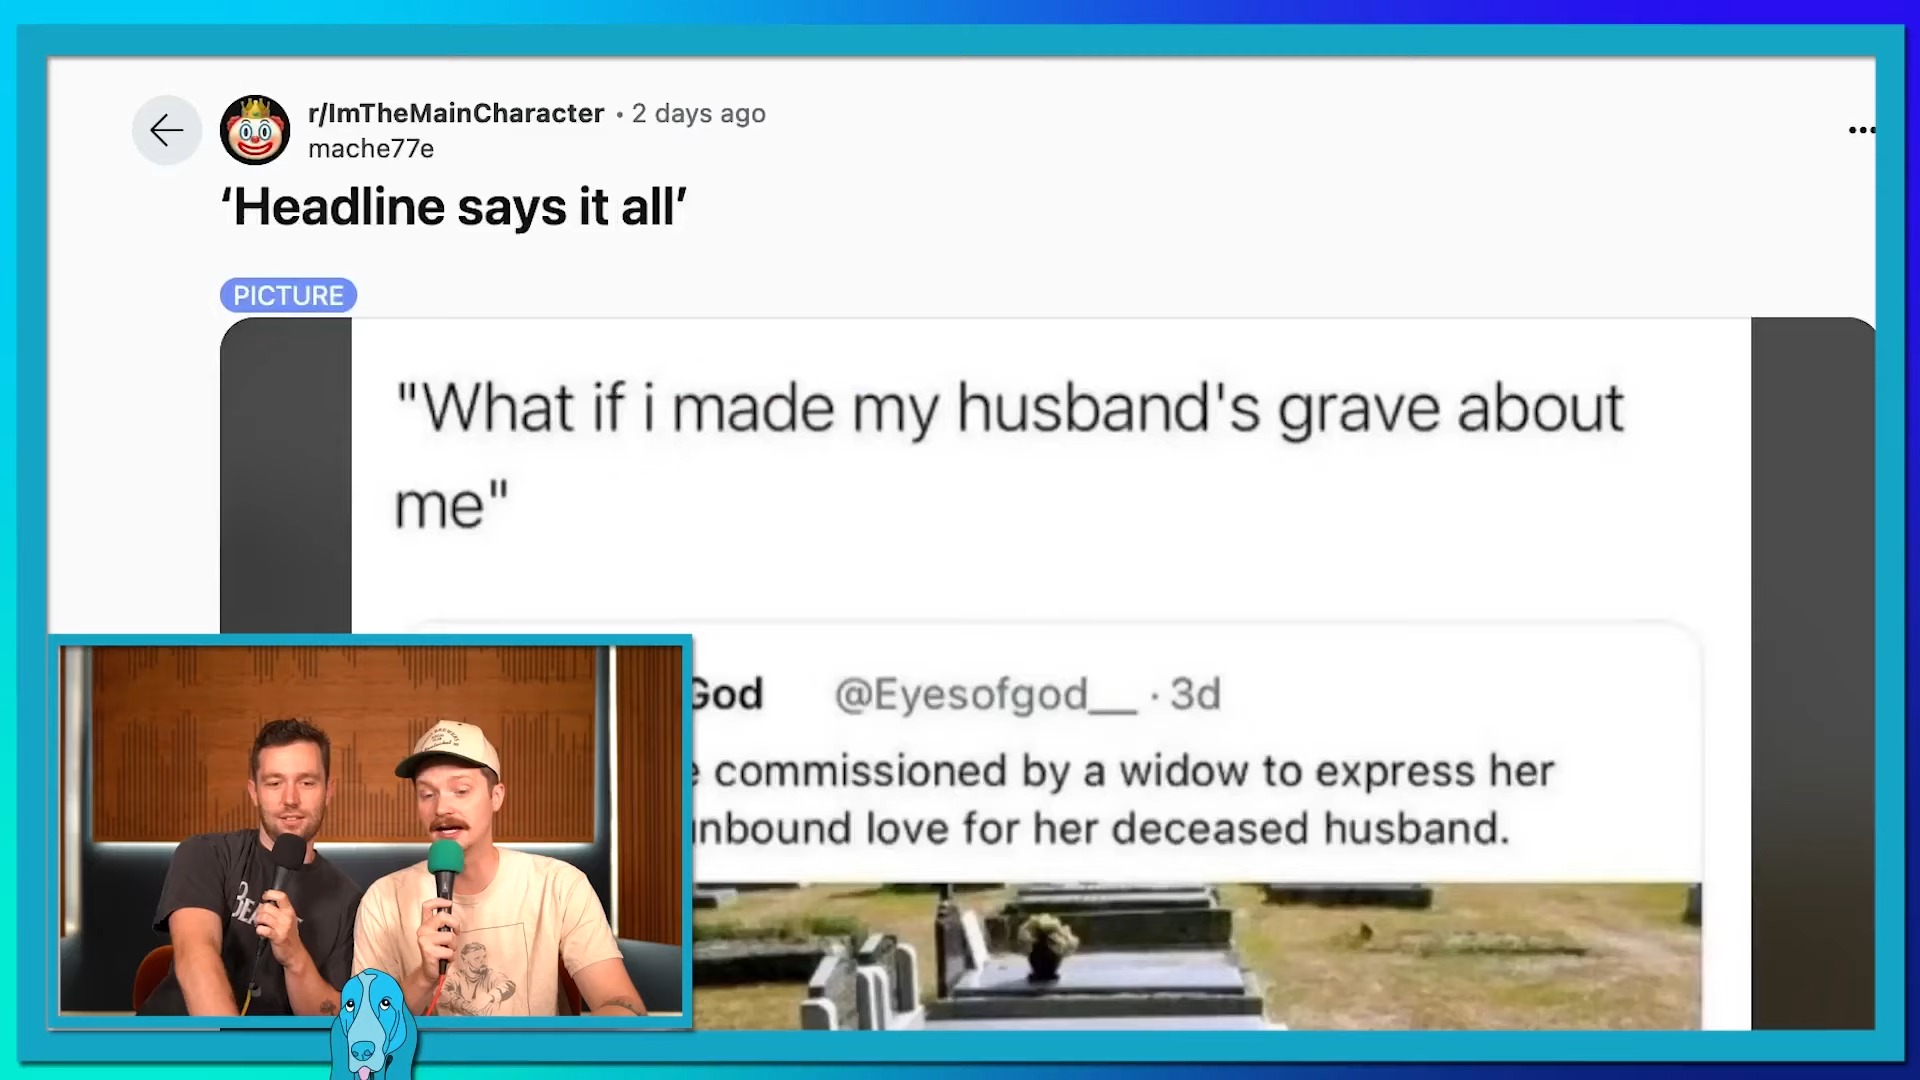 r/ImTheMainCharacter • 2 days ago
mache77e
‘Headline says it all’
PICTURE
"What if i made my husband's grave about
me"
God @Eyesofgod__ · 3d
commissioned by a widow to express her
unbound love for her deceased husband.